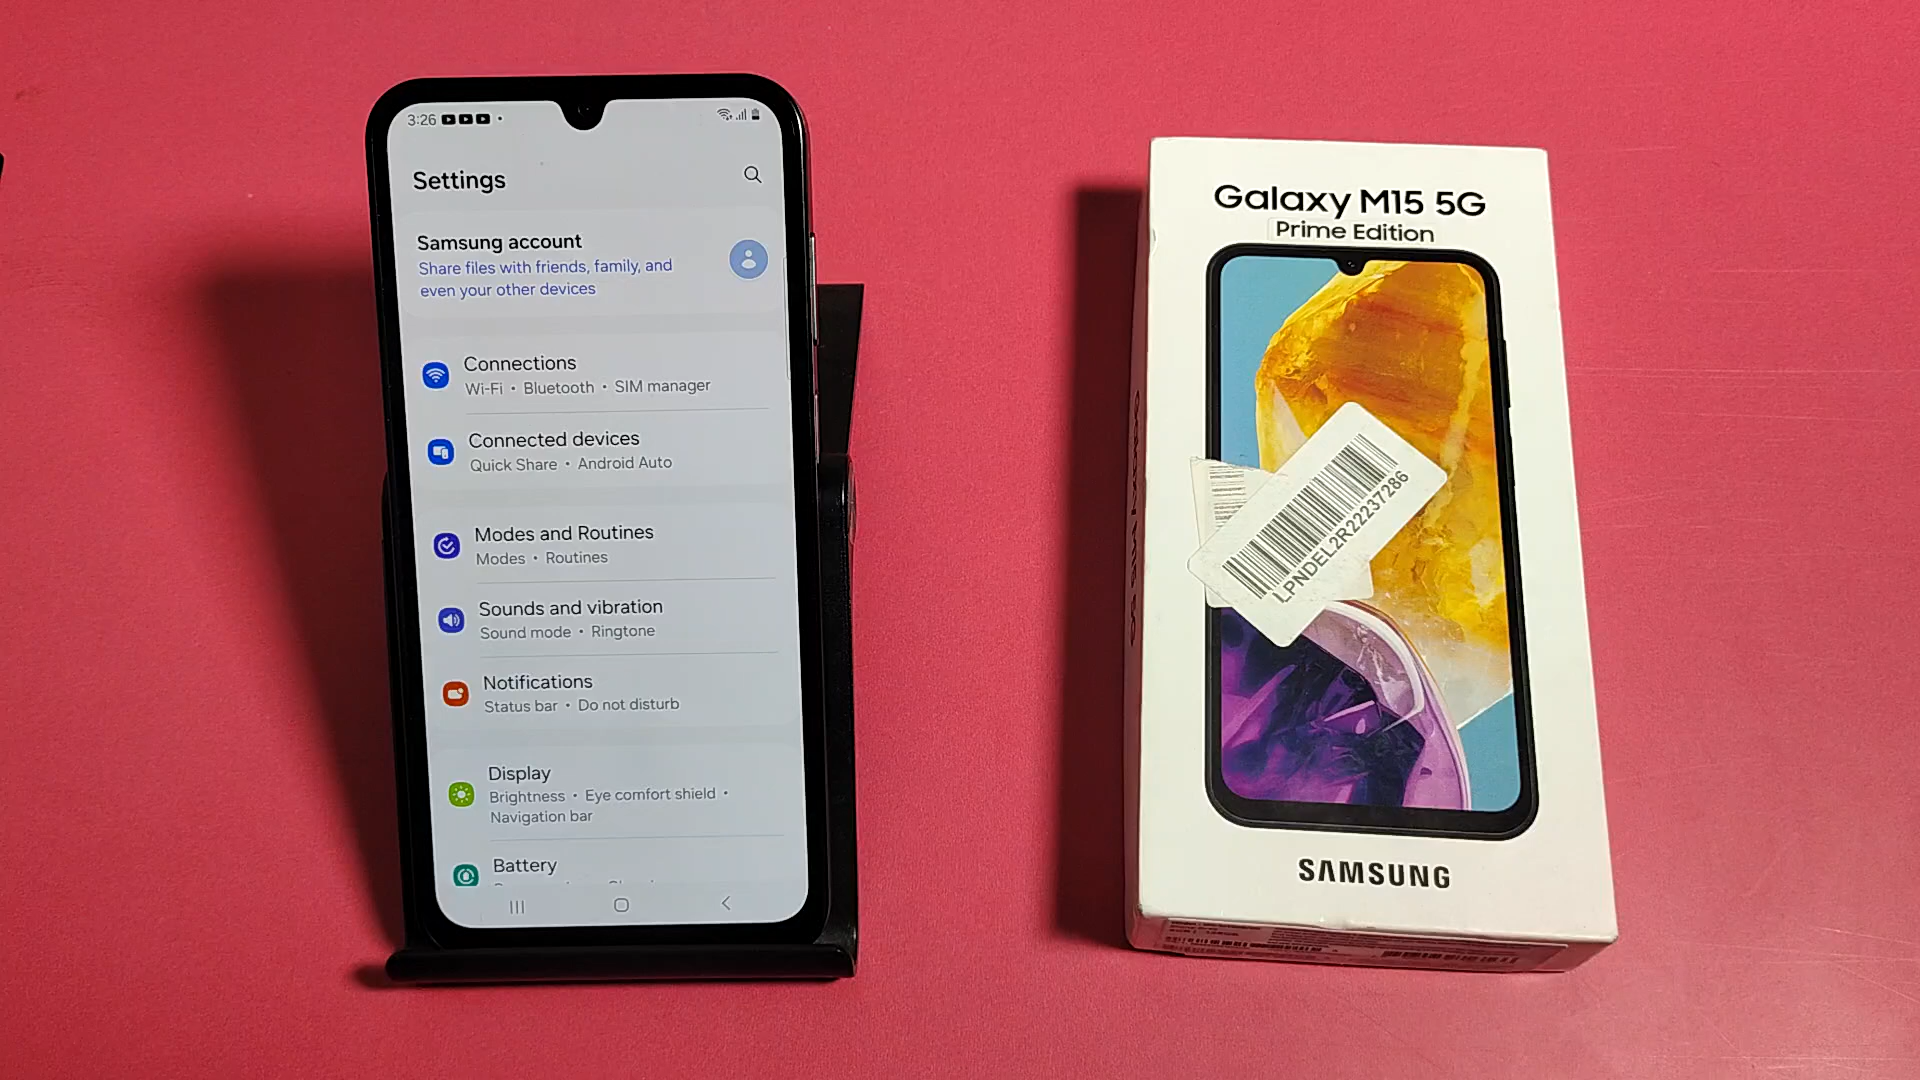 3:26
Settings
Samsung account
Share files with friends, family, and
even your other devices
Connections
Wi-Fi • Bluetooth • SIM manager
Connected devices
Quick Share • Android Auto
Modes and Routines
Modes • Routines
Sounds and vibration
Sound mode • Ringtone
Notifications
Status bar • Do not disturb
Display
Brightness • Eye comfort shield •
Navigation bar
Battery
Galaxy M15 5G
Prime Edition
LPNDEL2R22237286
SAMSUNG